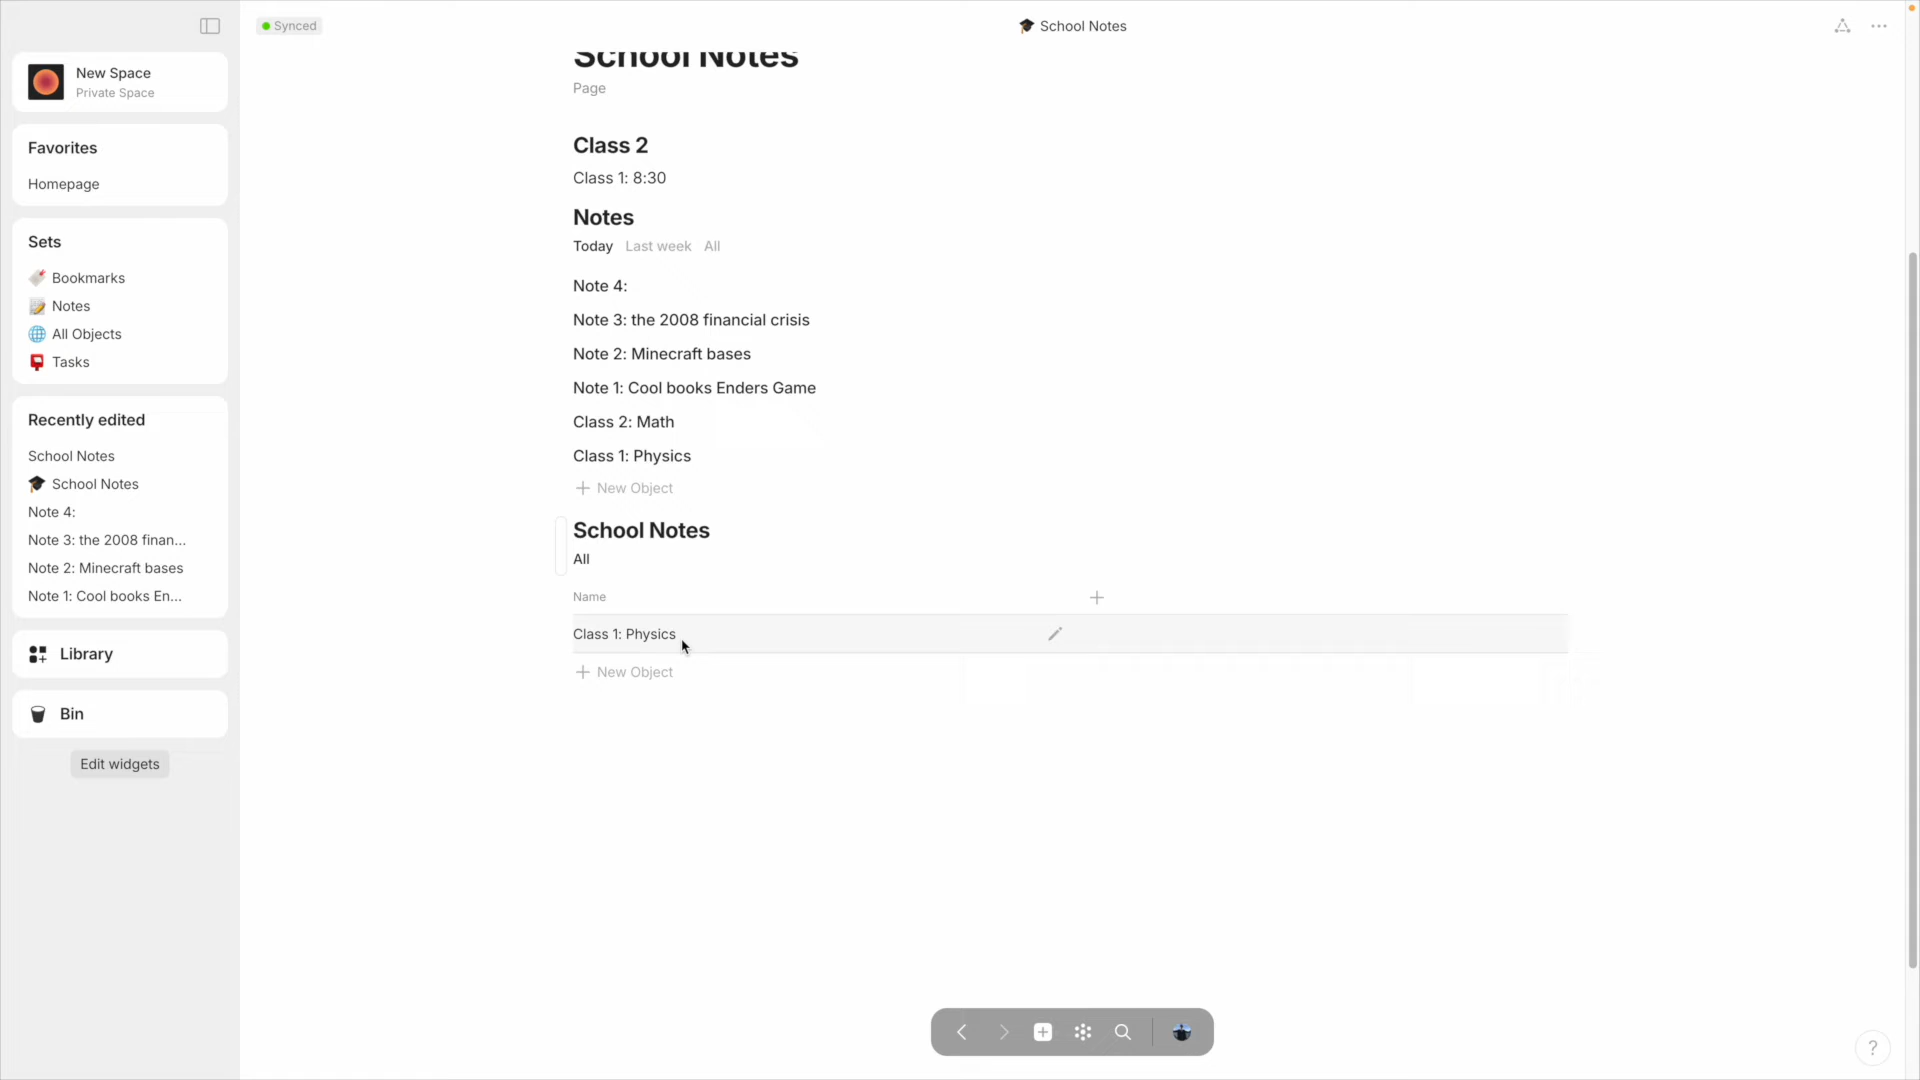 Synced
School Notes
New Space
Private Space
Favorites
Homepage
Sets
Bookmarks
Notes
All Objects
Tasks
Recently edited
School Notes
School Notes
Note 4:
Note 3: the 2008 finan...
Note 2: Minecraft bases
Note 1: Cool books En...
Library
Bin
Edit widgets
School Notes
Page
Class 2
Class 1: 8:30
Notes
Today Last week All
Note 4:
Note 3: the 2008 financial crisis
Note 2: Minecraft bases
Note 1: Cool books Enders Game
Class 2: Math
Class 1: Physics
+ New Object
School Notes
All
Name +
Class 1: Physics
+ New Object
?